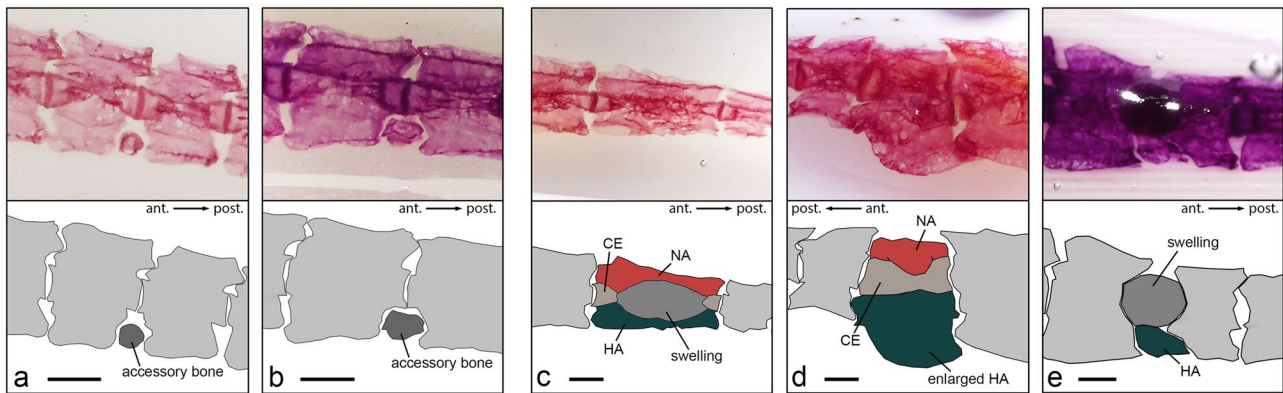 ant. → post.
accessory bone
a
ant. → post.
accessory bone
b
ant. → post.
CE
NA
HA
swelling
c
post. ← ant.
NA
CE
enlarged HA
d
ant. → post.
swelling
HA
e